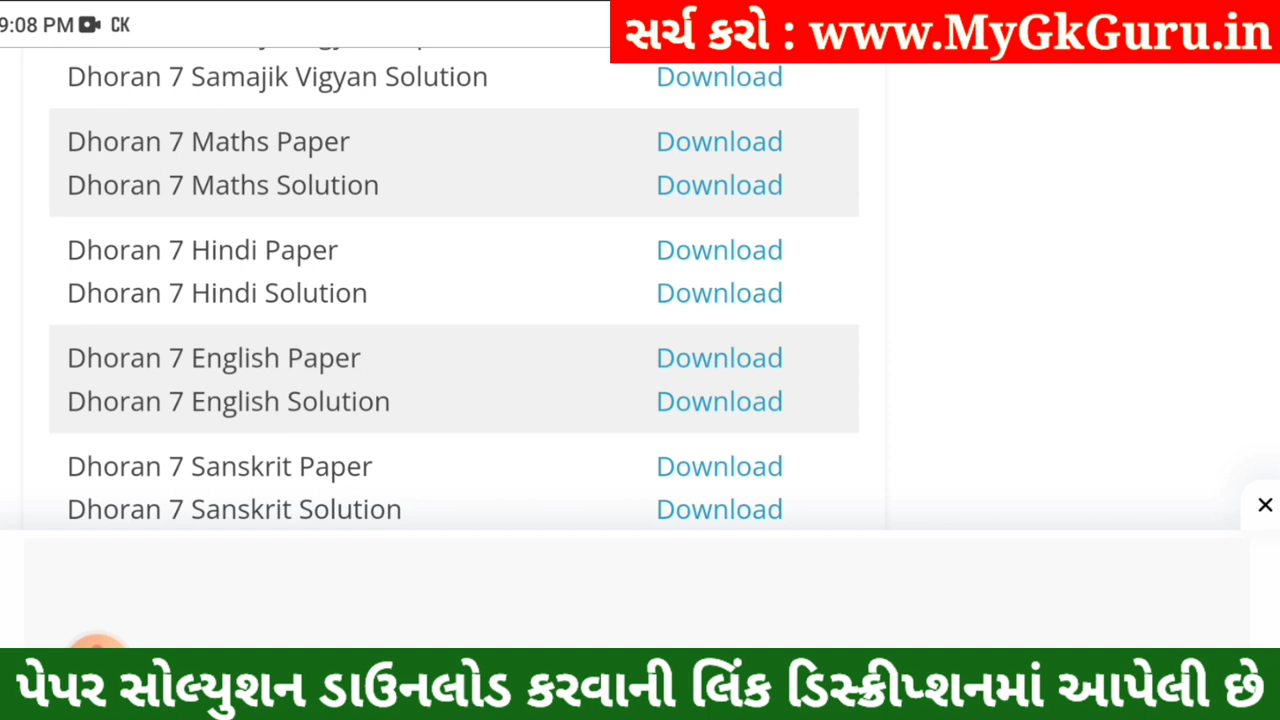 9:08 PM CK
સર્ચ કરો : www.MyGkGuru.in
Dhoran 7 Samajik Vigyan Solution Download
Dhoran 7 Maths Paper Download
Dhoran 7 Maths Solution Download
Dhoran 7 Hindi Paper Download
Dhoran 7 Hindi Solution Download
Dhoran 7 English Paper Download
Dhoran 7 English Solution Download
Dhoran 7 Sanskrit Paper Download
Dhoran 7 Sanskrit Solution Download
પેપર સોલ્યુશન ડાઉનલોડ કરવાની લિંક ડિસ્ક્રીપ્શનમાં આપેલી છે